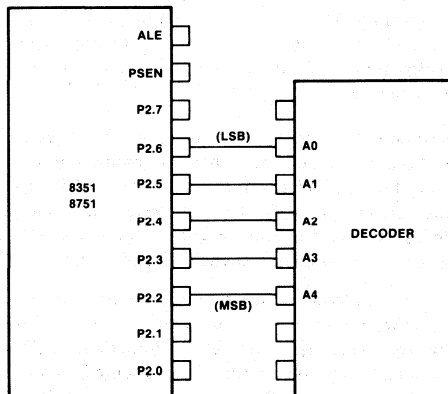 ALE
PSEN
P2.7
P2.6 (LSB) A0
8351 P2.5 A1
8751
P2.4 A2
DECODER
P2.3 A3
P2.2 (MSB) A4
P2.1
P2.0